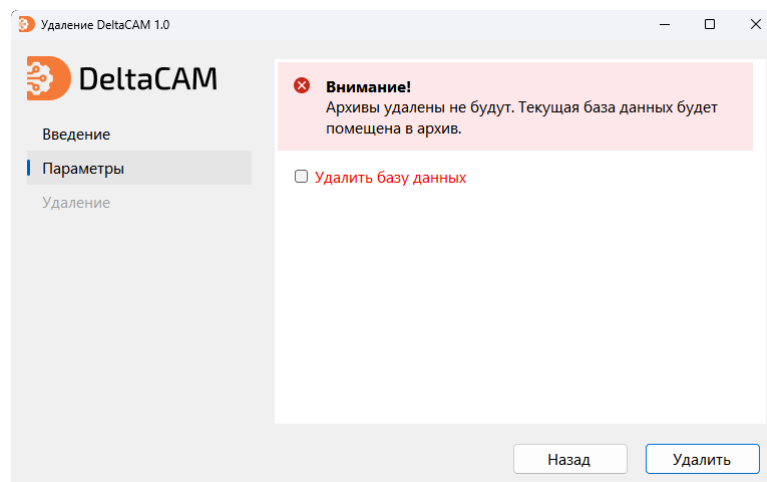 Удаление DeltaCAM 1.0
DeltaCAM
Введение
Параметры
Удаление
Внимание!
Архивы удалены не будут. Текущая база данных будет
помещена в архив.
Удалить базу данных
Назад
Удалить